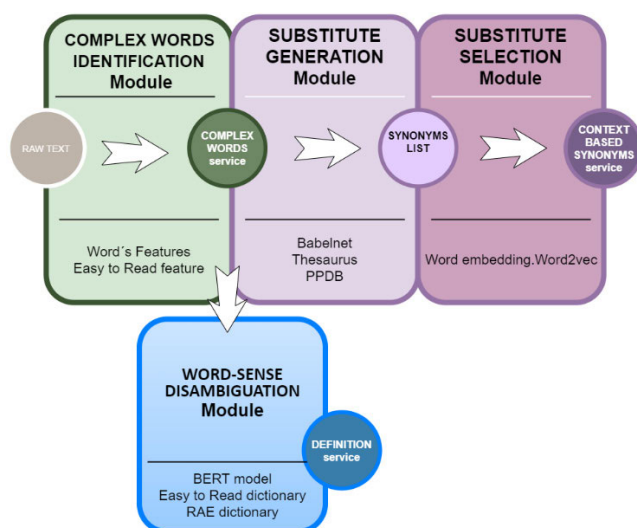 COMPLEX WORDS
IDENTIFICATION
Module
SUBSTITUTE
GENERATION
Module
SUBSTITUTE
SELECTION
Module
RAW TEXT
COMPLEX
WORDS
service
SYNONYMS
LIST
CONTEXT
BASED
SYNONYMS
service
Word´s Features
Easy to Read feature
Babelnet
Thesaurus
PPDB
Word embedding.Word2vec
WORD-SENSE
DISAMBIGUATION
Module
DEFINITION
service
BERT model
Easy to Read dictionary
RAE dictionary